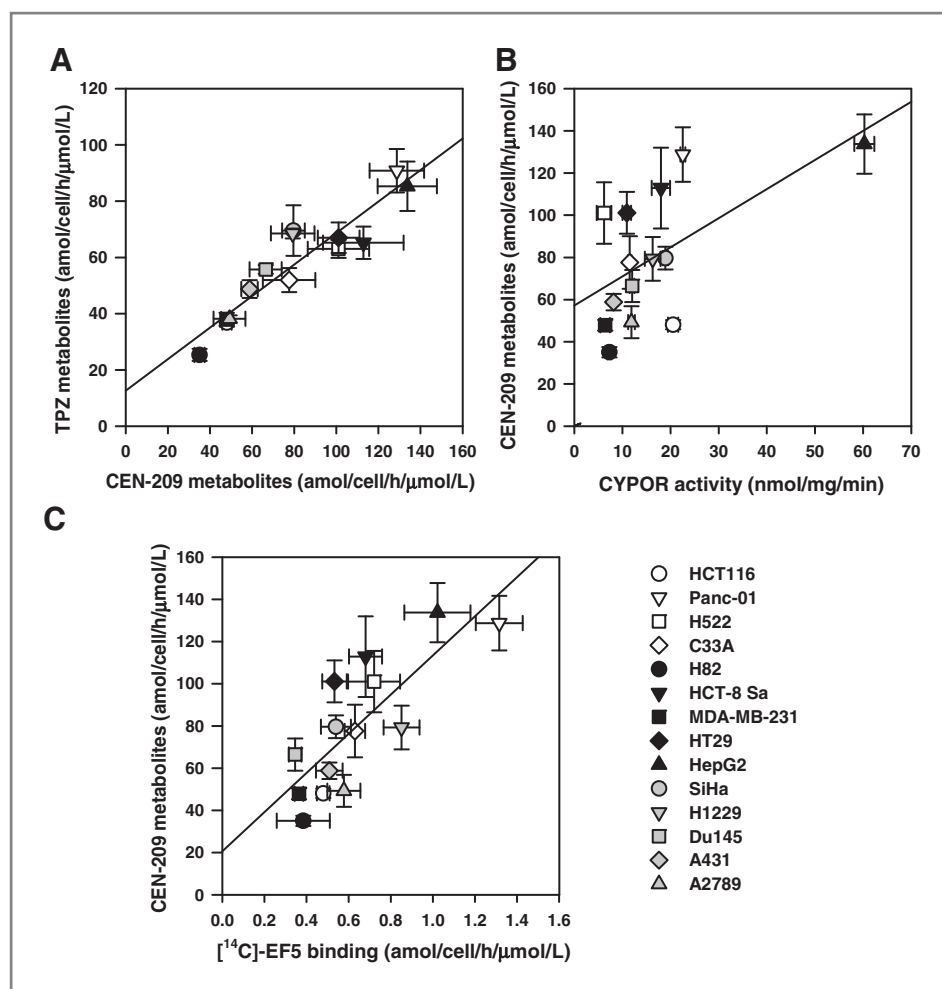 A
B
120
100
80
60
40
20
0
TPZ metabolites (amol/cell/h/μmol/L)
0 20 40 60 80 100 120 140 160
CEN-209 metabolites (amol/cell/h/μmol/L)
160
140
120
100
80
60
40
20
0
CEN-209 metabolites (amol/cell/h/μmol/L)
0 10 20 30 40 50 60 70
CYPOR activity (nmol/mg/min)
C
160
140
120
100
80
60
40
20
0
CEN-209 metabolites (amol/cell/h/μmol/L)
0.0 0.2 0.4 0.6 0.8 1.0 1.2 1.4 1.6
[¹⁴C]-EF5 binding (amol/cell/h/μmol/L)
HCT116
Panc-01
H522
C33A
H82
HCT-8 Sa
MDA-MB-231
HT29
HepG2
SiHa
H1229
Du145
A431
A2789